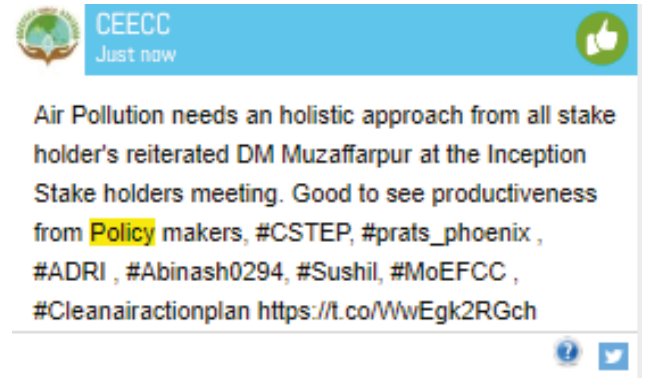 CEECC
Just now
Air Pollution needs an holistic approach from all stake
holder's reiterated DM Muzaffarpur at the Inception
Stake holders meeting. Good to see productiveness
from Policy makers, #CSTEP, #prats_phoenix ,
#ADRI , #Abinash0294, #Sushil, #MoEFCC ,
#Cleanairactionplan https://t.co/WwEgk2RGch